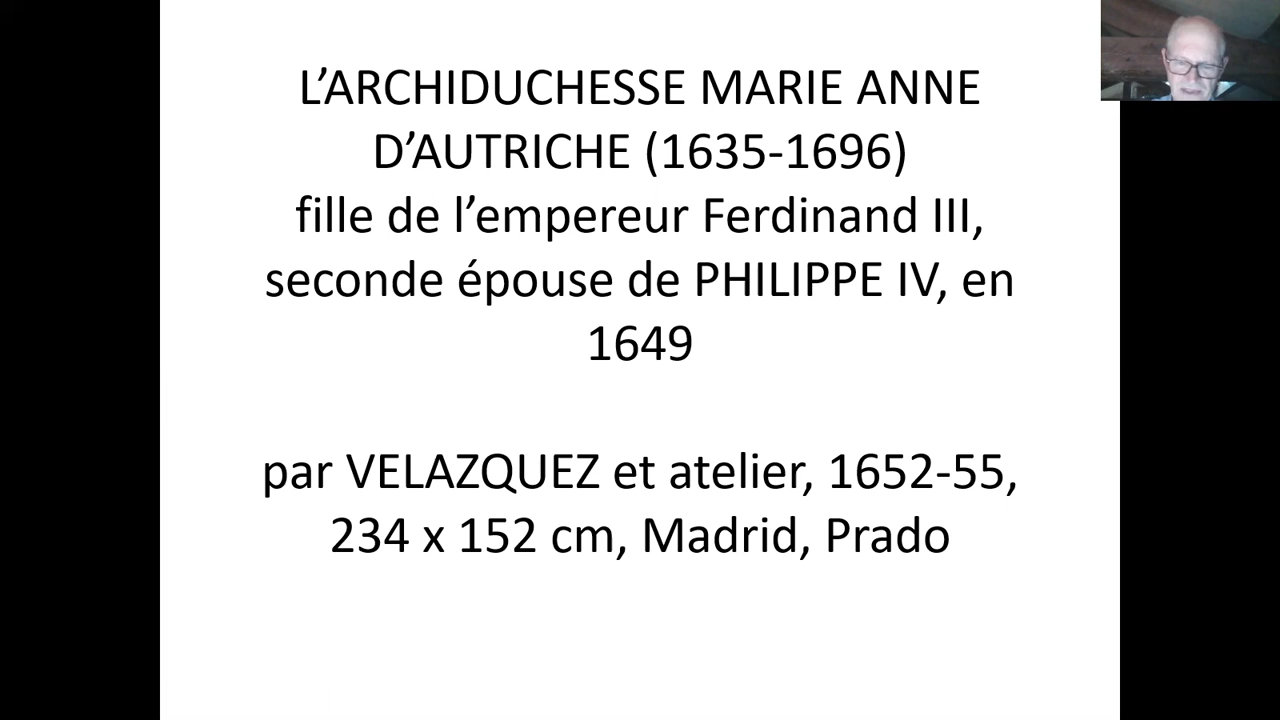 L’ARCHIDUCHESSE MARIE ANNE
D’AUTRICHE (1635-1696)
fille de l’empereur Ferdinand III,
seconde épouse de PHILIPPE IV, en
1649
par VELAZQUEZ et atelier, 1652-55,
234 x 152 cm, Madrid, Prado